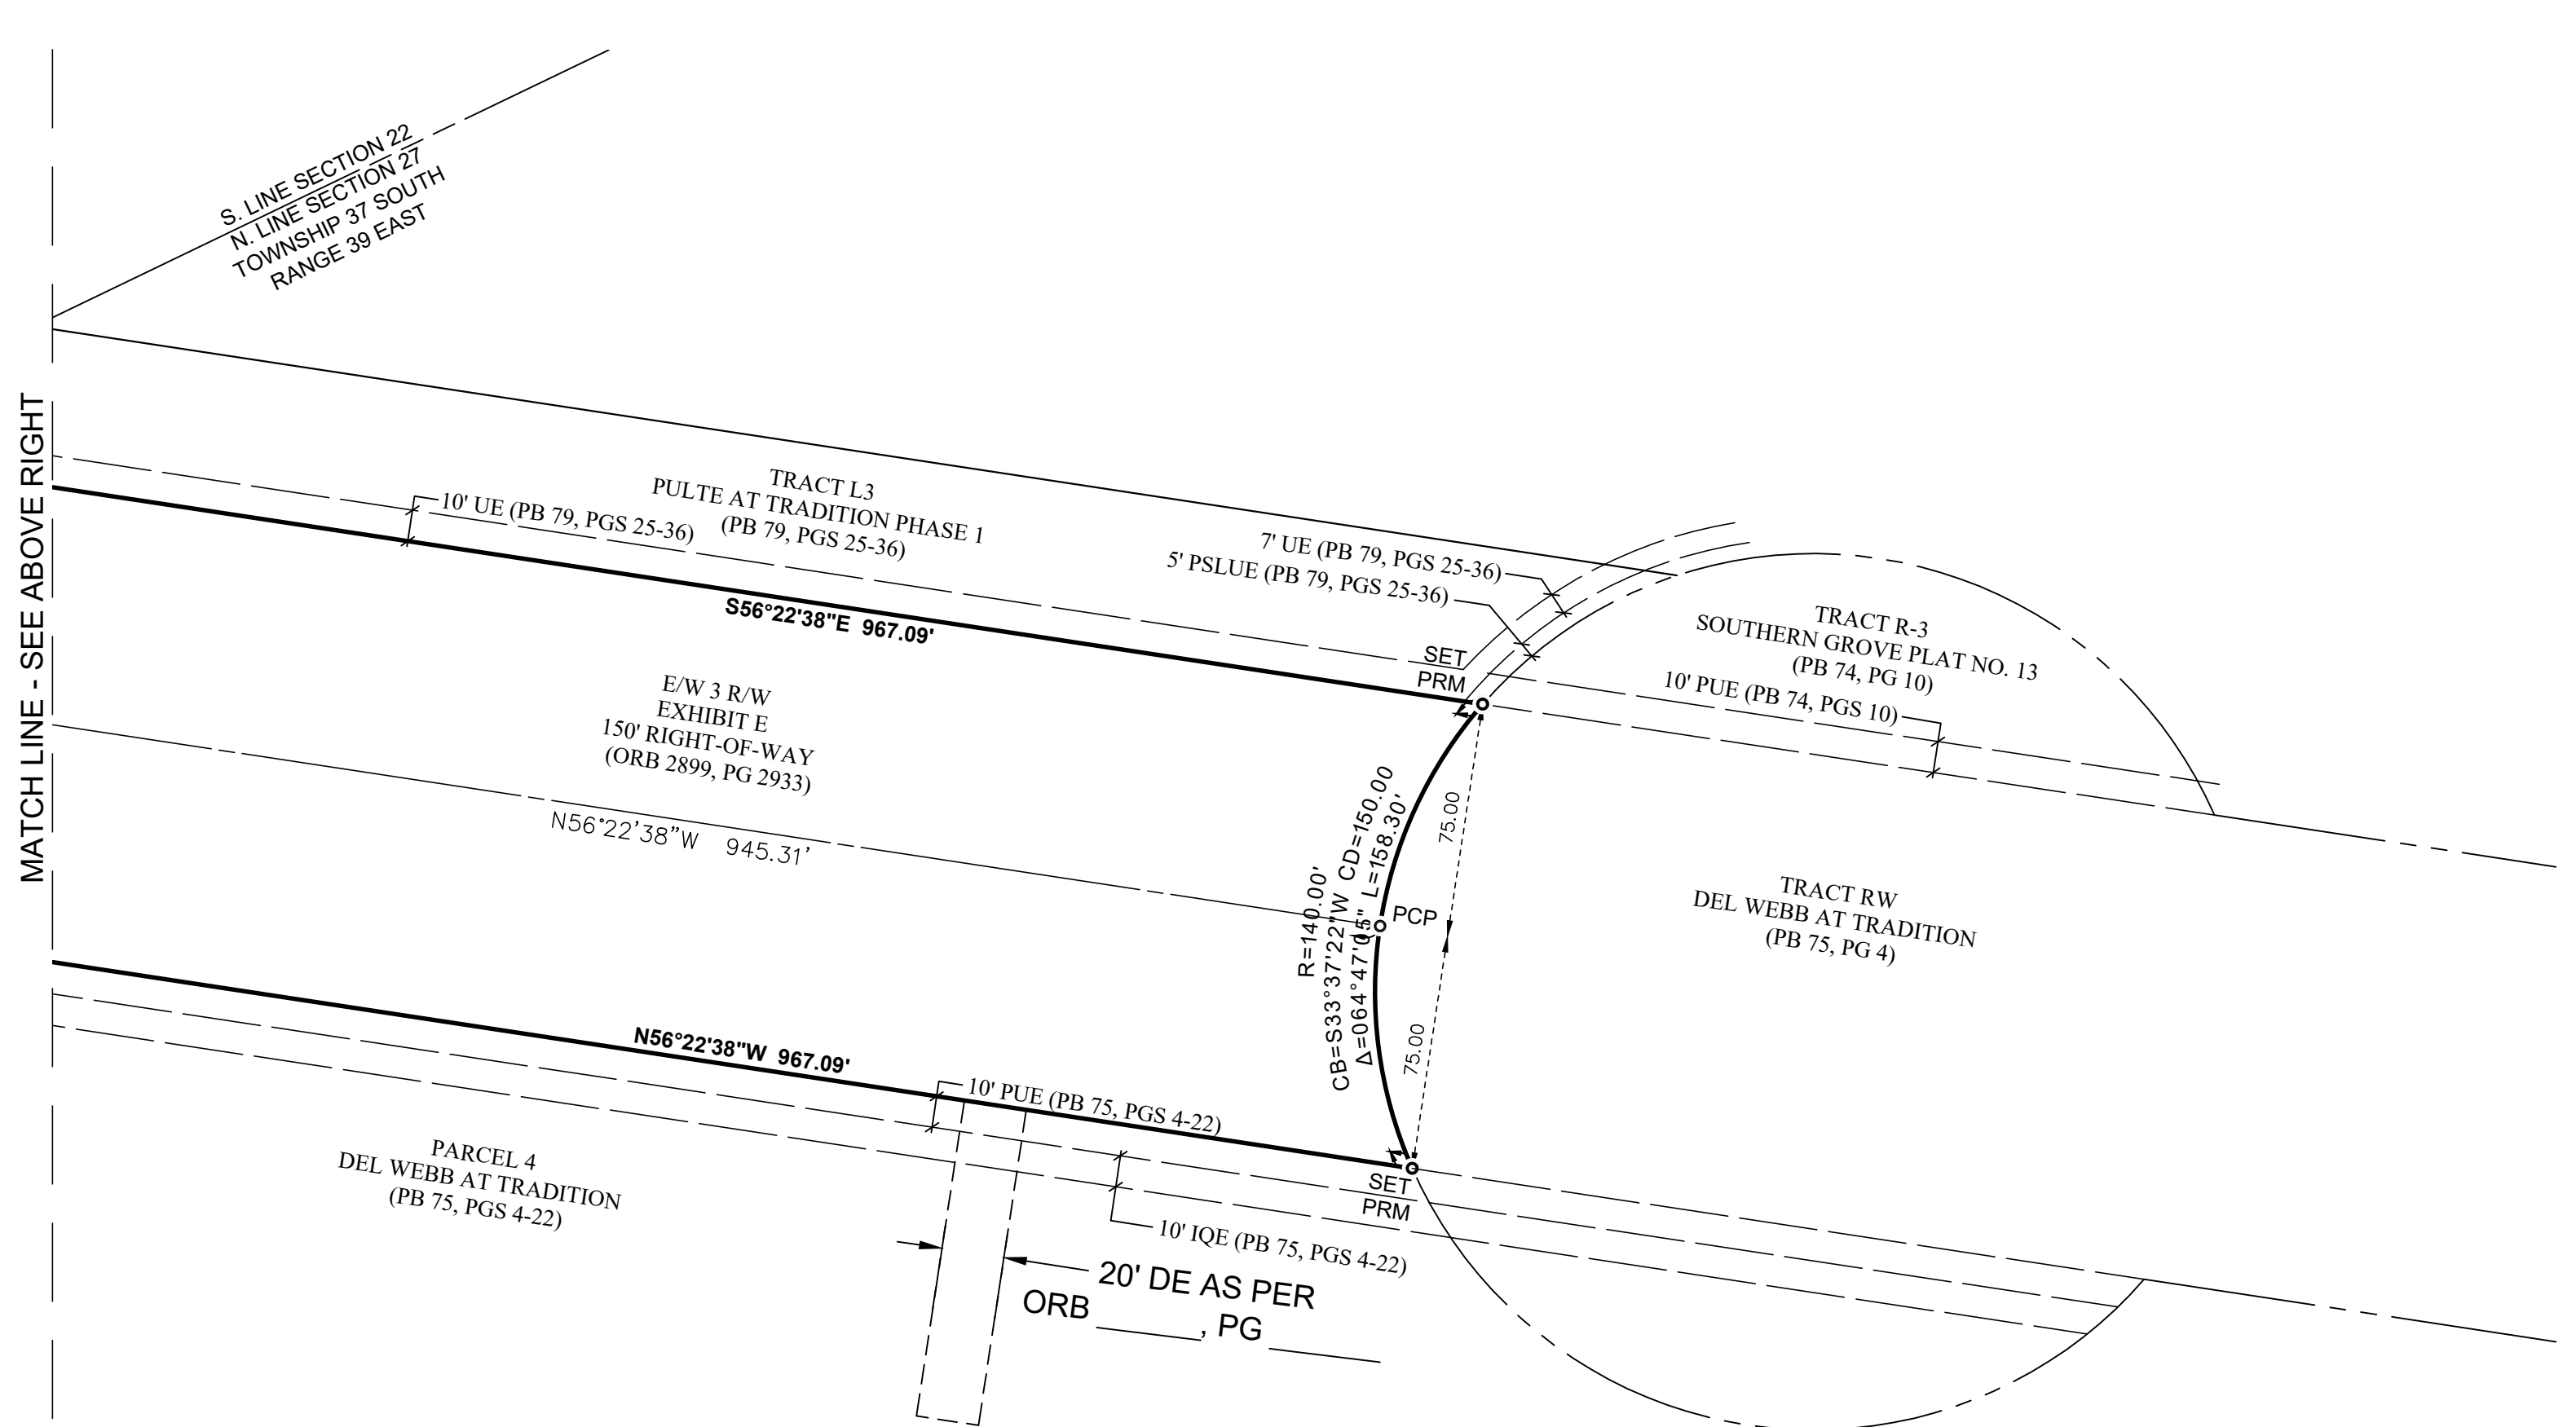 S. LINE SECTION 22
N. LINE SECTION 27
TOWNSHIP 37 SOUTH
RANGE 39 EAST
MATCH LINE - SEE ABOVE RIGHT
TRACT L3
PULTE AT TRADITION PHASE 1
(PB 79, PGS 25-36)
10' UE (PB 79, PGS 25-36)
7' UE (PB 79, PGS 25-36)
5' PSLUE (PB 79, PGS 25-36)
S56°22'38"E 967.09'
SET
PRM
TRACT R-3
SOUTHERN GROVE PLAT NO. 13
(PB 74, PG 10)
10' PUE (PB 74, PGS 10)
E/W 3 R/W
EXHIBIT E
150' RIGHT-OF-WAY
(ORB 2899, PG 2933)
N56°22'38"W 945.31'
R=140.00'
CB=S33°37'22"W CD=150.00
Δ=064°47'05" L=158.30'
75.00
PCP
75.00
TRACT RW
DEL WEBB AT TRADITION
(PB 75, PG 4)
N56°22'38"W 967.09'
10' PUE (PB 75, PGS 4-22)
PARCEL 4
DEL WEBB AT TRADITION
(PB 75, PGS 4-22)
SET
PRM
10' IQE (PB 75, PGS 4-22)
20' DE AS PER
ORB ______, PG ______